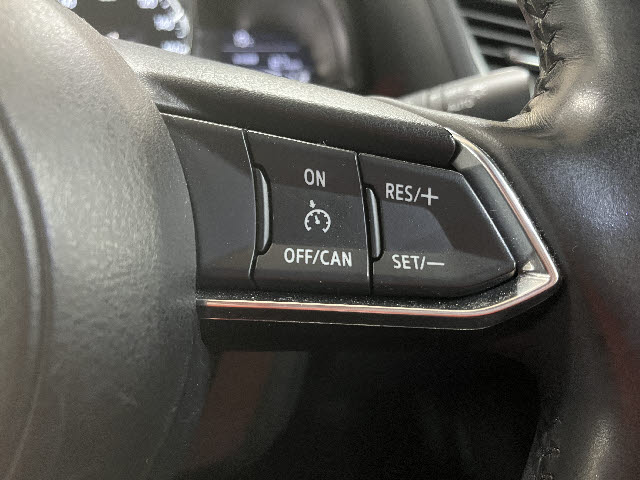 ON
OFF/CAN
RES/+
SET/−